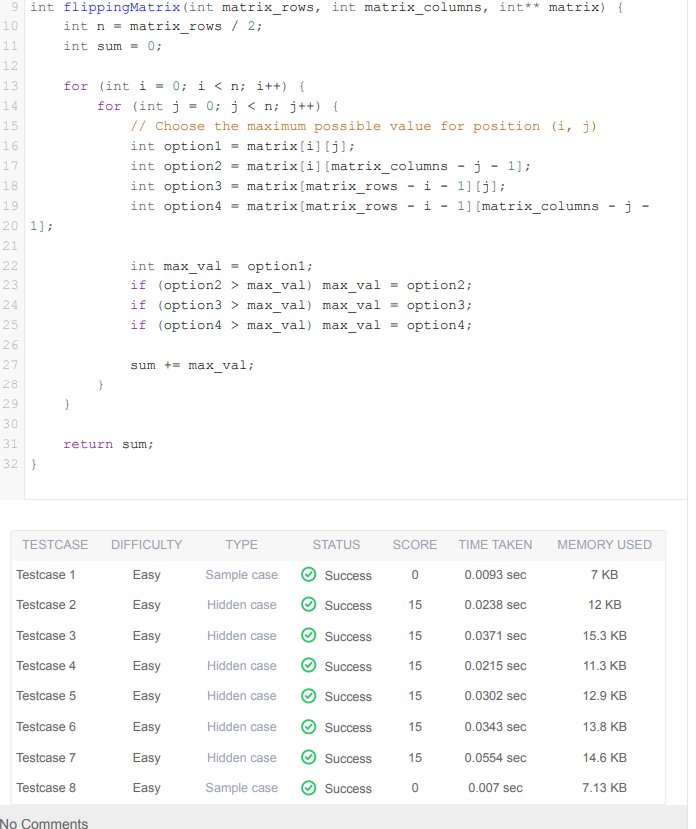 9 int flippingMatrix(int matrix_rows, int matrix_columns, int** matrix) {
10     int n = matrix_rows / 2;
11     int sum = 0;
12
13     for (int i = 0; i < n; i++) {
14         for (int j = 0; j < n; j++) {
15             // Choose the maximum possible value for position (i, j)
16             int option1 = matrix[i][j];
17             int option2 = matrix[i][matrix_columns - j - 1];
18             int option3 = matrix[matrix_rows - i - 1][j];
19             int option4 = matrix[matrix_rows - i - 1][matrix_columns - j -
20 1];
21
22             int max_val = option1;
23             if (option2 > max_val) max_val = option2;
24             if (option3 > max_val) max_val = option3;
25             if (option4 > max_val) max_val = option4;
26
27             sum += max_val;
28         }
29     }
30
31     return sum;
32 }
TESTCASE DIFFICULTY TYPE STATUS SCORE TIME TAKEN MEMORY USED
Testcase 1 Easy Sample case Success 0 0.0093 sec 7 KB
Testcase 2 Easy Hidden case Success 15 0.0238 sec 12 KB
Testcase 3 Easy Hidden case Success 15 0.0371 sec 15.3 KB
Testcase 4 Easy Hidden case Success 15 0.0215 sec 11.3 KB
Testcase 5 Easy Hidden case Success 15 0.0302 sec 12.9 KB
Testcase 6 Easy Hidden case Success 15 0.0343 sec 13.8 KB
Testcase 7 Easy Hidden case Success 15 0.0554 sec 14.6 KB
Testcase 8 Easy Sample case Success 0 0.007 sec 7.13 KB
No Comments